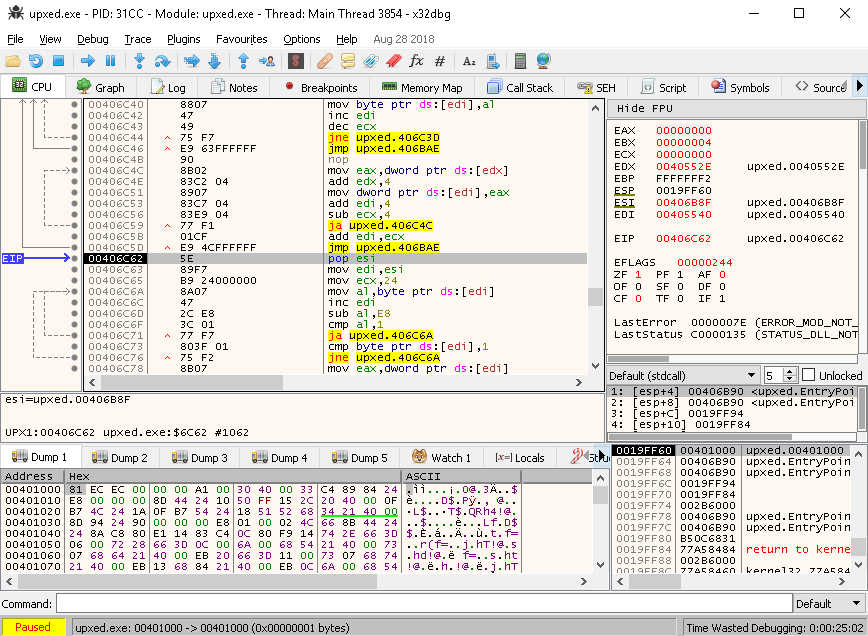 upxed.exe - PID: 31CC - Module: upxed.exe - Thread: Main Thread 3854 - x32dbg
File View Debug Trace Plugins Favourites Options Help Aug 28 2018
CPU Graph Log Notes Breakpoints Memory Map Call Stack SEH Script Symbols Source
00406C40 8807 mov byte ptr ds:[edi],al
00406C42 47 inc edi
00406C43 49 dec ecx
00406C44 75 F7 jne upxed.406C3D
00406C46 E9 63FFFFFF jmp upxed.406BAE
00406C4B 90 nop
00406C4C 8B02 mov eax,dword ptr ds:[edx]
00406C4E 83C2 04 add edx,4
00406C51 8907 mov dword ptr ds:[edi],eax
00406C53 83C7 04 add edi,4
00406C56 83E9 04 sub ecx,4
00406C59 77 F1 ja upxed.406C4C
00406C5B 01CF add edi,ecx
00406C5D E9 4CFFFFFF jmp upxed.406BAE
EIP 00406C62 5E pop esi
00406C63 89F7 mov edi,esi
00406C65 B9 24000000 mov ecx,24
00406C6A 8A07 mov al,byte ptr ds:[edi]
00406C6C 47 inc edi
00406C6D 2C E8 sub al,E8
00406C6F 3C 01 cmp al,1
00406C71 77 F7 ja upxed.406C6A
00406C73 803F 01 cmp byte ptr ds:[edi],1
00406C76 75 F2 jne upxed.406C6A
00406C78 8B07 mov eax,dword ptr ds:[edi]
Hide FPU
EAX 00000000
EBX 00000004
ECX 00000000
EDX 0040552E upxed.0040552E
EBP FFFFFFF2
ESP 0019FF60
ESI 00406B8F upxed.00406B8F
EDI 00405540 upxed.00405540
EIP 00406C62 upxed.00406C62
EFLAGS 00000244
ZF 1 PF 1 AF 0
OF 0 SF 0 DF 0
CF 0 TF 0 IF 1
LastError 0000007E (ERROR_MOD_NOT_
LastStatus C0000135 (STATUS_DLL_NOT
Default (stdcall) 5 Unlocked
1: [esp+4] 00406B90 <upxed.EntryPoi
2: [esp+8] 00406B90 <upxed.EntryPoi
3: [esp+C] 0019FF94
4: [esp+10] 0019FF84
esi=upxed.00406B8F
UPX1:00406C62 upxed.exe:$6C62 #1062
Dump 1 Dump 2 Dump 3 Dump 4 Dump 5 Watch 1 Locals
Address Hex ASCII
00401000 81 EC EC 00 00 00 A1 00 30 40 00 33 C4 89 84 24 .ìì...¡.0@.3Ä..$
00401010 E8 00 00 00 8D 44 24 10 50 FF 15 2C 20 40 00 0F è....D$.Pÿ., @..
00401020 B7 4C 24 1A 0F B7 54 24 18 51 52 68 34 21 40 00 ·L$..·T$.QRh4!@.
00401030 8D 94 24 90 00 00 00 E8 01 00 02 4C 66 8B 44 24
00401040 24 8A C8 80 E1 14 83 C4 0C 80 F9 14 74 2E 66 3D
00401050 06 00 72 28 66 3D 0C 00 6A 00 68 54 21 40 00 73
00401060 07 68 64 21 40 00 EB 20 66 3D 11 00 73 07 68 74
00401070 21 40 00 EB 13 68 84 21 40 00 EB 0C 6A 00 68 54
0019FF60 00401000 upxed.00401000
0019FF64 00406B90 upxed.EntryPoin
0019FF68 00406B90 upxed.EntryPoin
0019FF6C 0019FF94
0019FF70 0019FF84
0019FF74 002B6000
0019FF78 00406B90 upxed.EntryPoin
0019FF7C 00406B90 upxed.EntryPoin
0019FF80 B50C6831
0019FF84 77A58484 return to kerne
0019FF88 002B6000
0019FF8C 77A58460 kernel32.77A584
Command: Default
Paused upxed.exe: 00401000 -> 00401000 (0x00000001 bytes) Time Wasted Debugging: 0:00:25:02